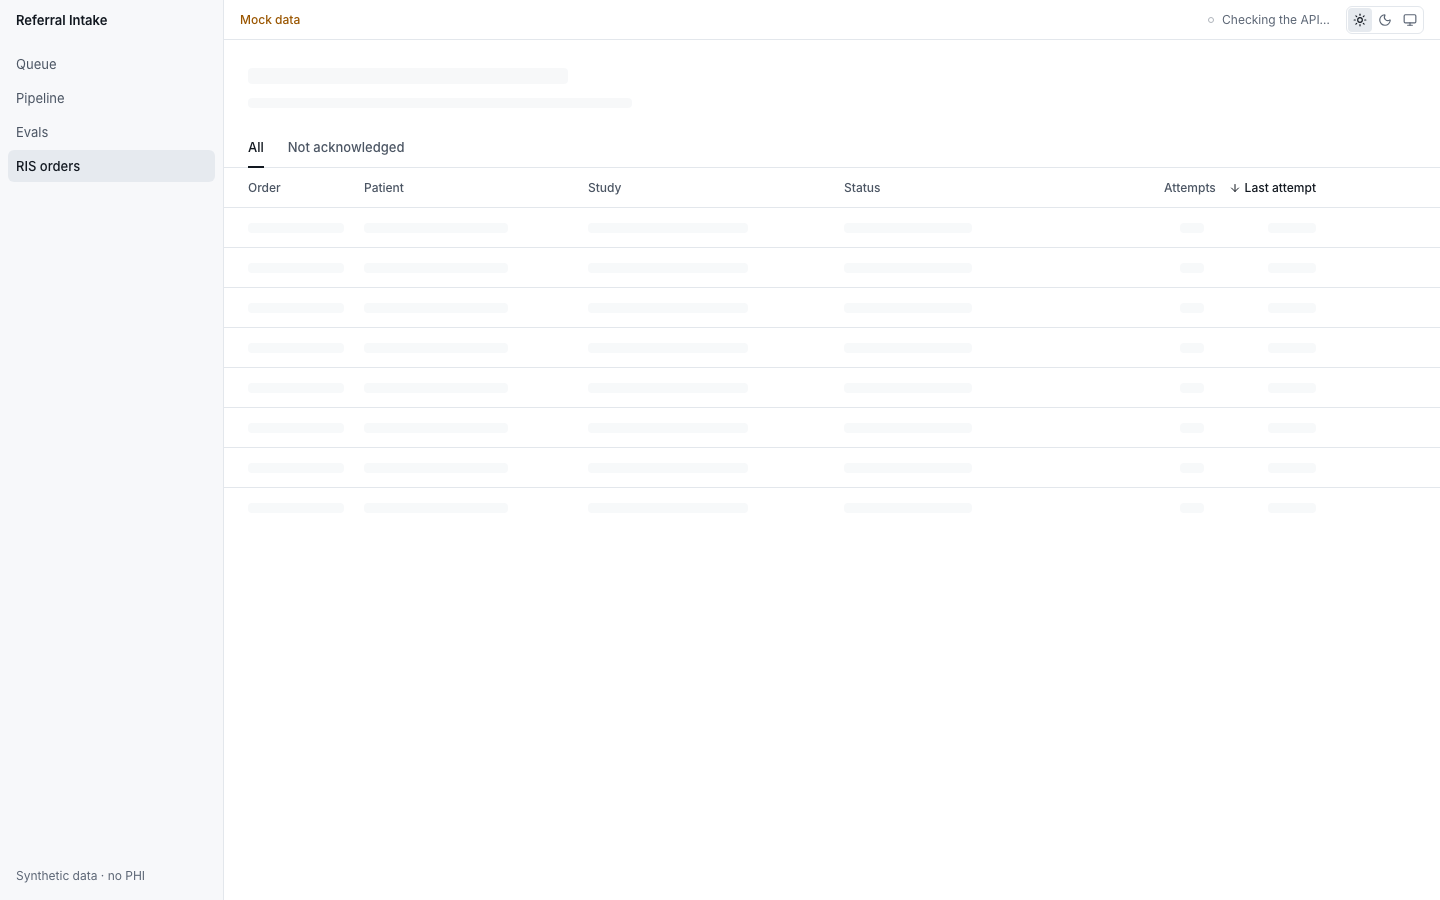 Referral Intake
Queue
Pipeline
Evals
RIS orders
Synthetic data · no PHI
Mock data
Checking the API...
All Not acknowledged
Order Patient Study Status Attempts ↓ Last attempt